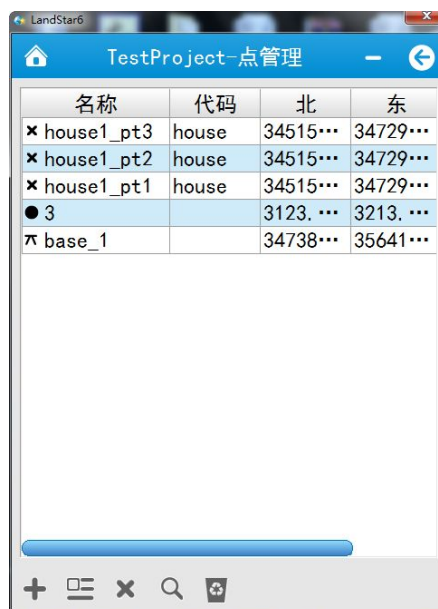 LandStar6
TestProject-点管理
名称 代码 北 东
house1_pt3 house 34515··· 34729···
house1_pt2 house 34515··· 34729···
house1_pt1 house 34515··· 34729···
3 3123.··· 3213.···
base_1 34738··· 35641···